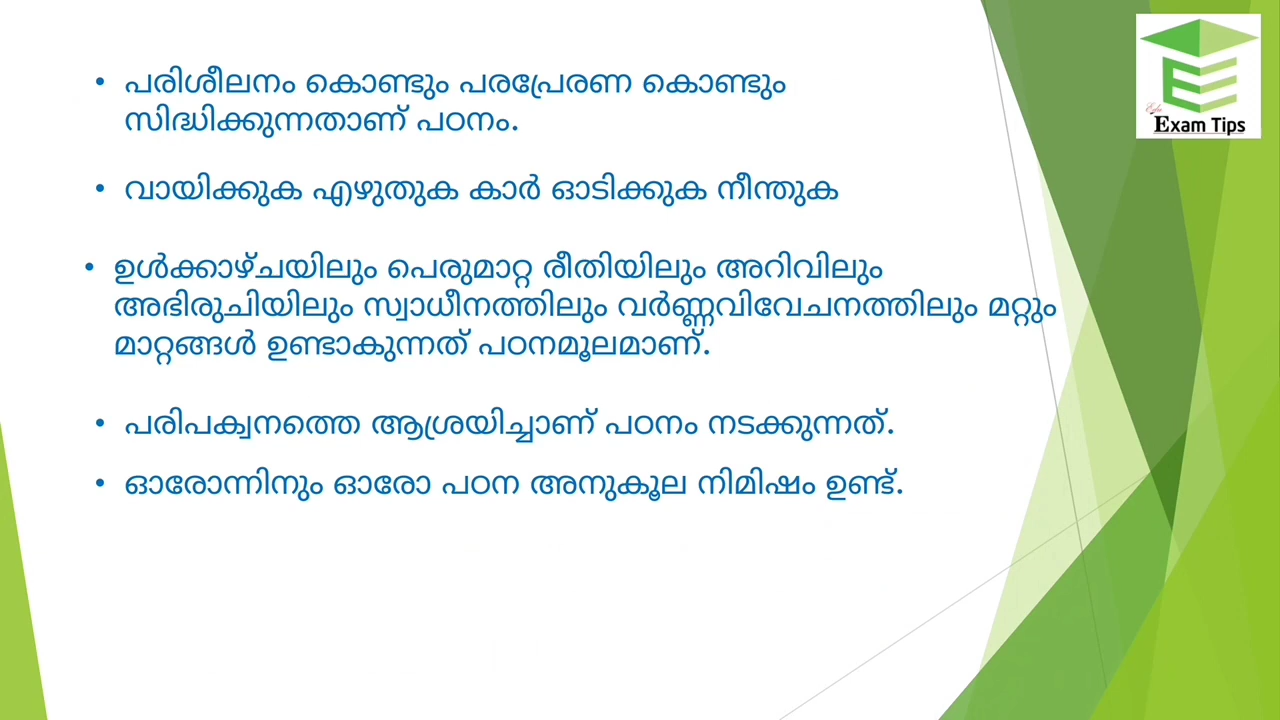 • പരിശീലനം കൊണ്ടും പരപ്രേരണ കൊണ്ടും
സിദ്ധിക്കുന്നതാണ് പഠനം.
• വായിക്കുക എഴുതുക കാർ ഓടിക്കുക നീന്തുക
• ഉൾക്കാഴ്ചയിലും പെരുമാറ്റ രീതിയിലും അറിവിലും
അഭിരുചിയിലും സ്വാധീനത്തിലും വർണ്ണവിവേചനത്തിലും മറ്റും
മാറ്റങ്ങൾ ഉണ്ടാകുന്നത് പഠനമൂലമാണ്.
• പരിപക്വനത്തെ ആശ്രയിച്ചാണ് പഠനം നടക്കുന്നത്.
• ഓരോന്നിനും ഓരോ പഠന അനുകൂല നിമിഷം ഉണ്ട്.
Edu
Exam Tips